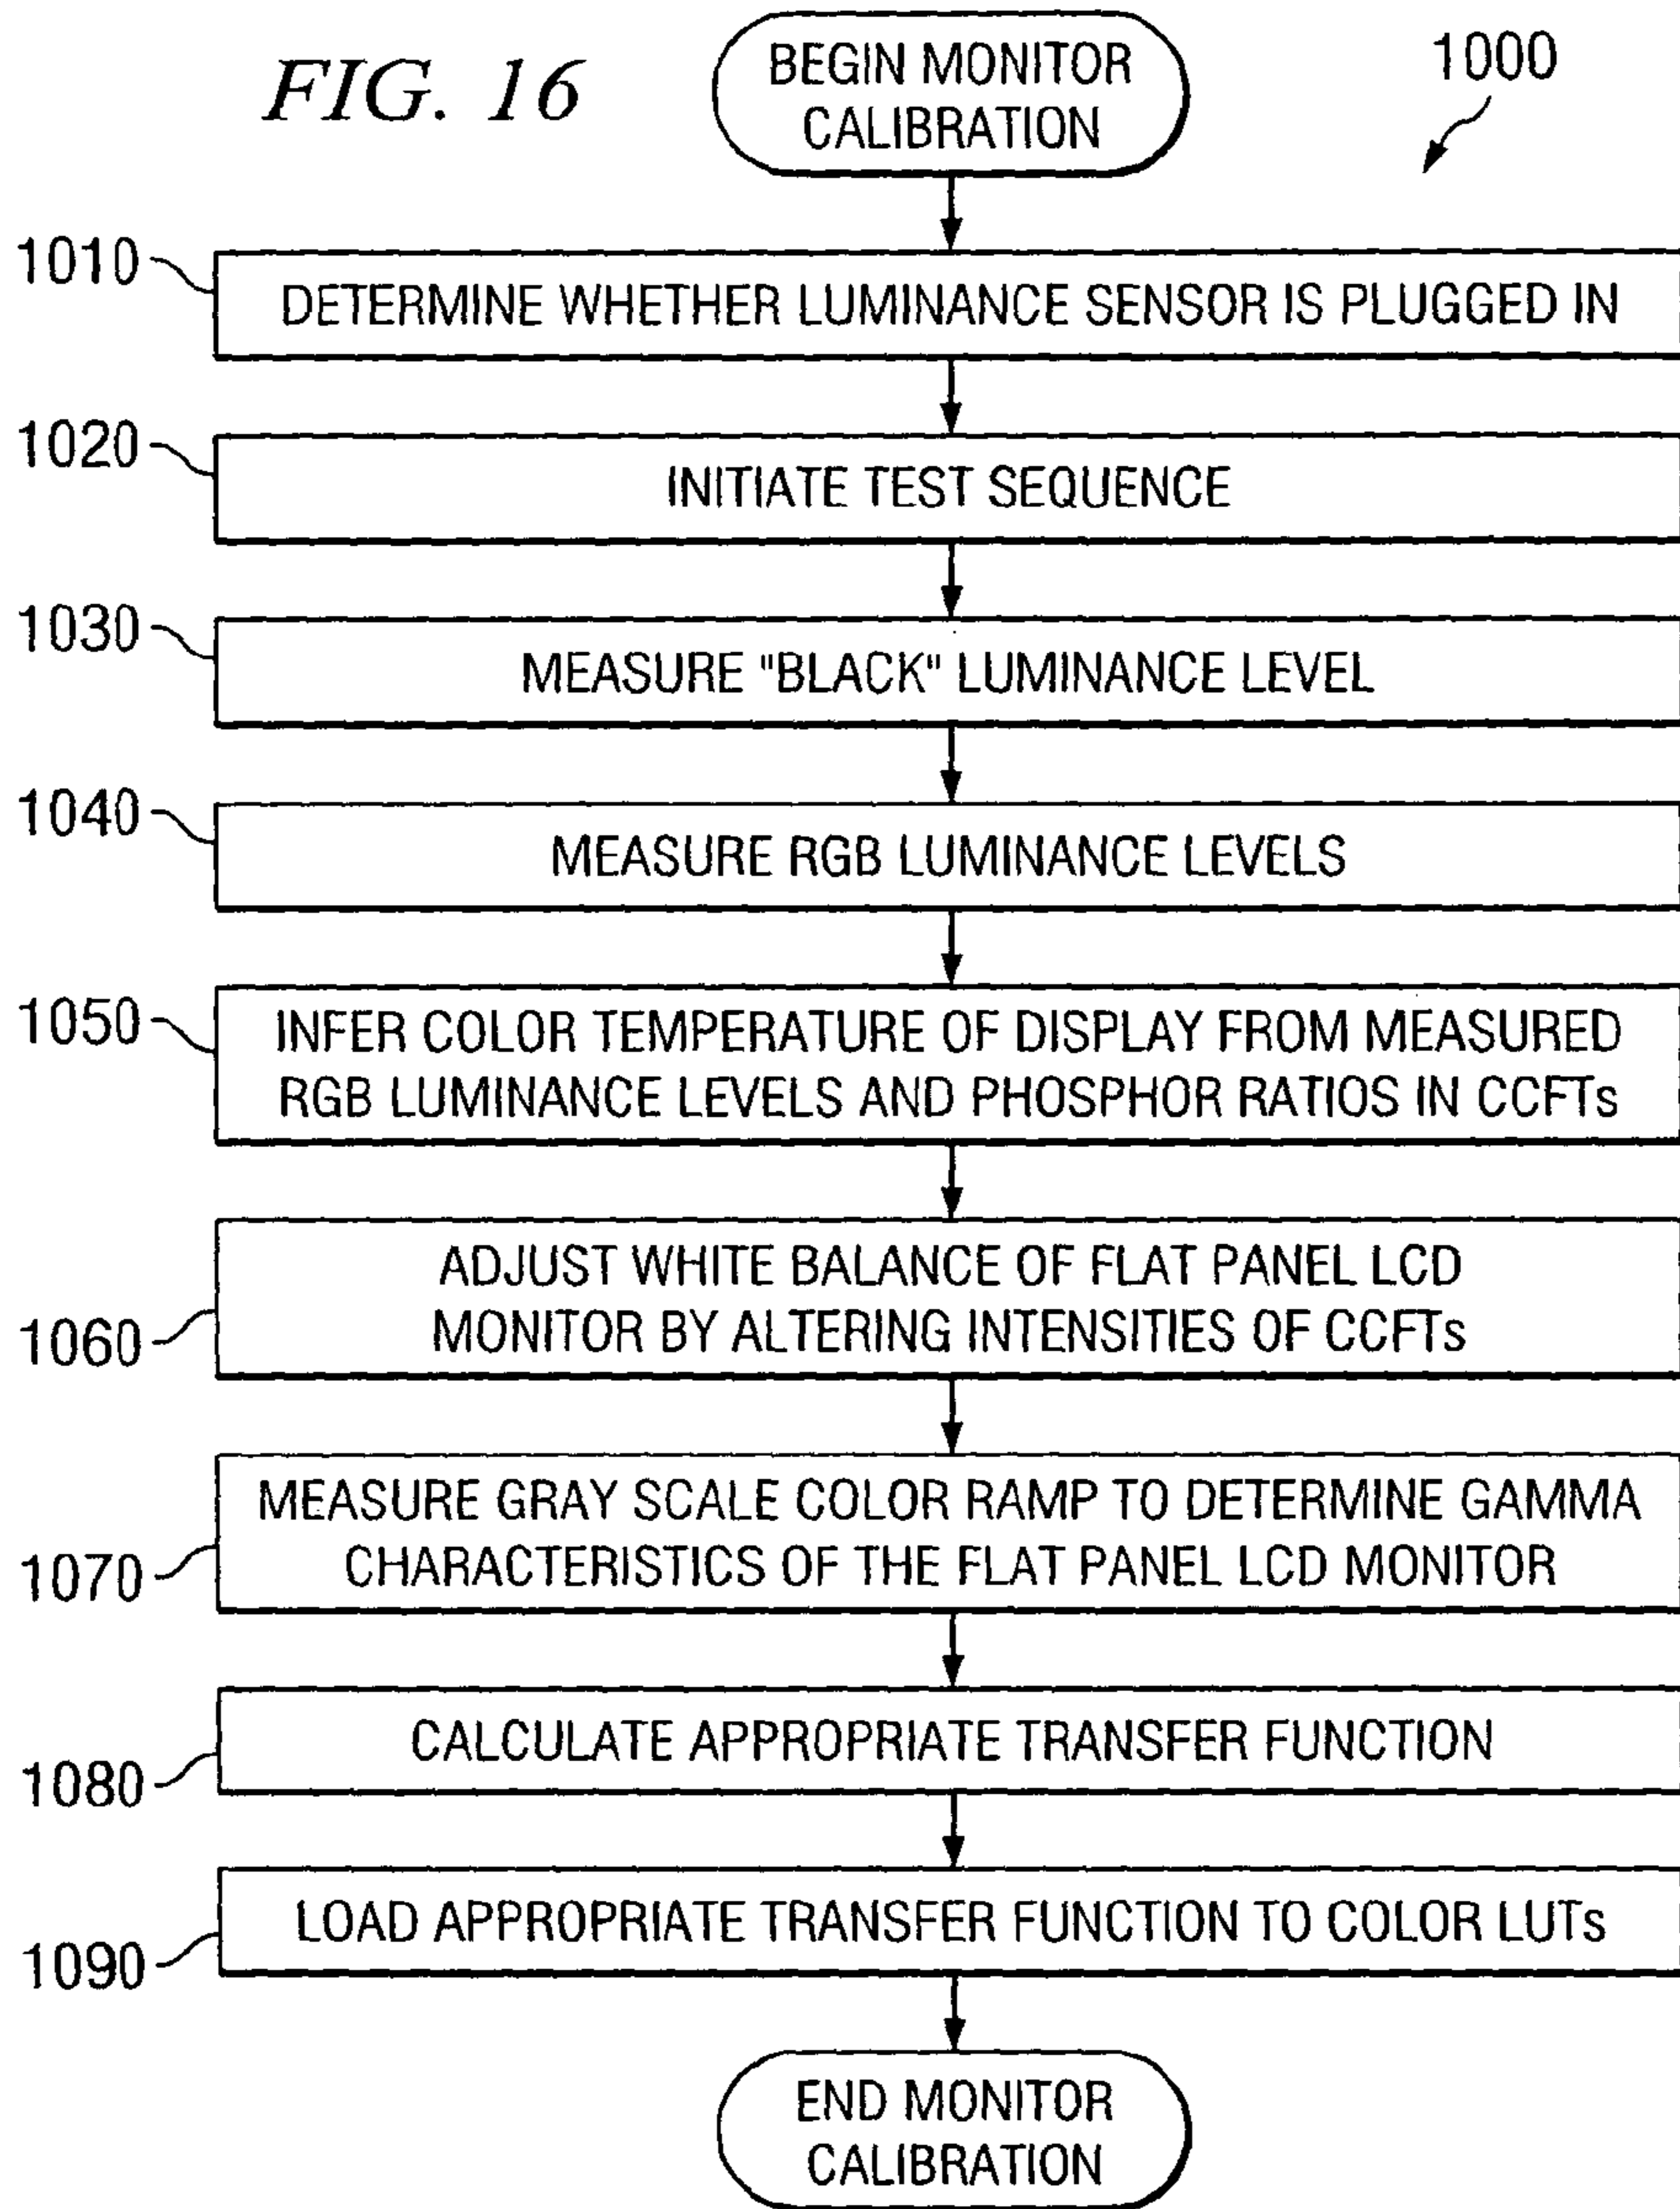 FIG. 16
BEGIN MONITOR
CALIBRATION
1000
1010
DETERMINE WHETHER LUMINANCE SENSOR IS PLUGGED IN
1020
INITIATE TEST SEQUENCE
1030
MEASURE "BLACK" LUMINANCE LEVEL
1040
MEASURE RGB LUMINANCE LEVELS
1050
INFER COLOR TEMPERATURE OF DISPLAY FROM MEASURED
RGB LUMINANCE LEVELS AND PHOSPHOR RATIOS IN CCFTs
1060
ADJUST WHITE BALANCE OF FLAT PANEL LCD
MONITOR BY ALTERING INTENSITIES OF CCFTs
1070
MEASURE GRAY SCALE COLOR RAMP TO DETERMINE GAMMA
CHARACTERISTICS OF THE FLAT PANEL LCD MONITOR
1080
CALCULATE APPROPRIATE TRANSFER FUNCTION
1090
LOAD APPROPRIATE TRANSFER FUNCTION TO COLOR LUTs
END MONITOR
CALIBRATION